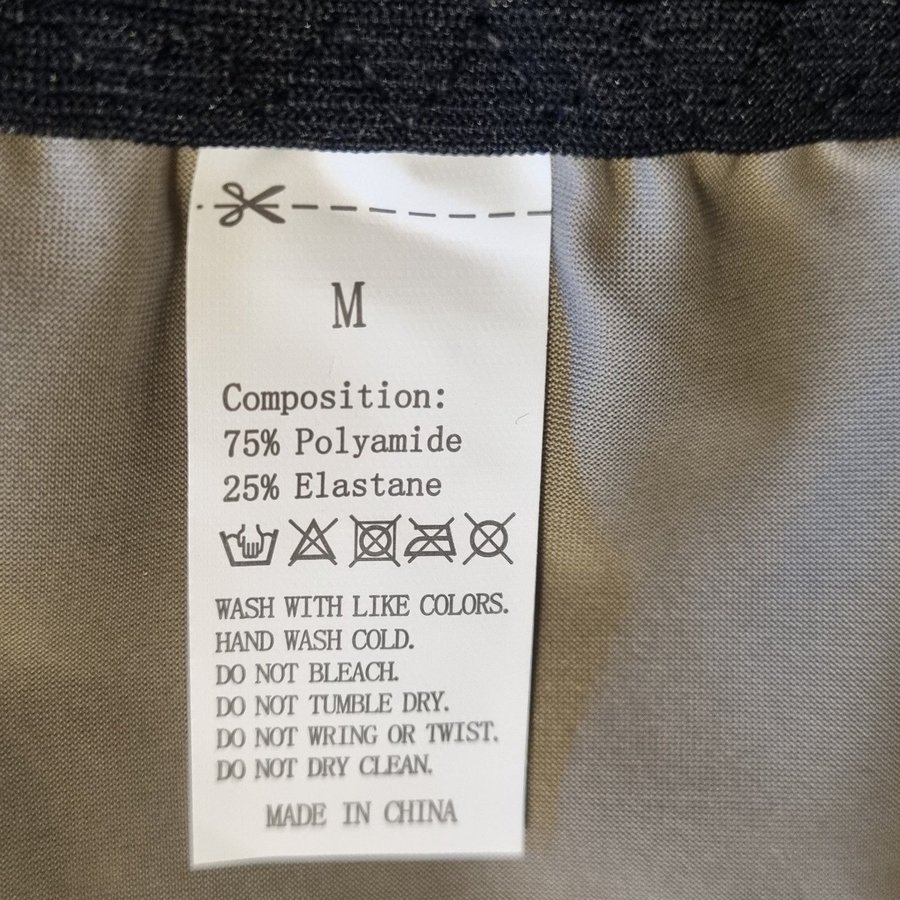 M
Composition:
75% Polyamide
25% Elastane
WASH WITH LIKE COLORS.
HAND WASH COLD.
DO NOT BLEACH.
DO NOT TUMBLE DRY.
DO NOT WRING OR TWIST.
DO NOT DRY CLEAN.
MADE IN CHINA